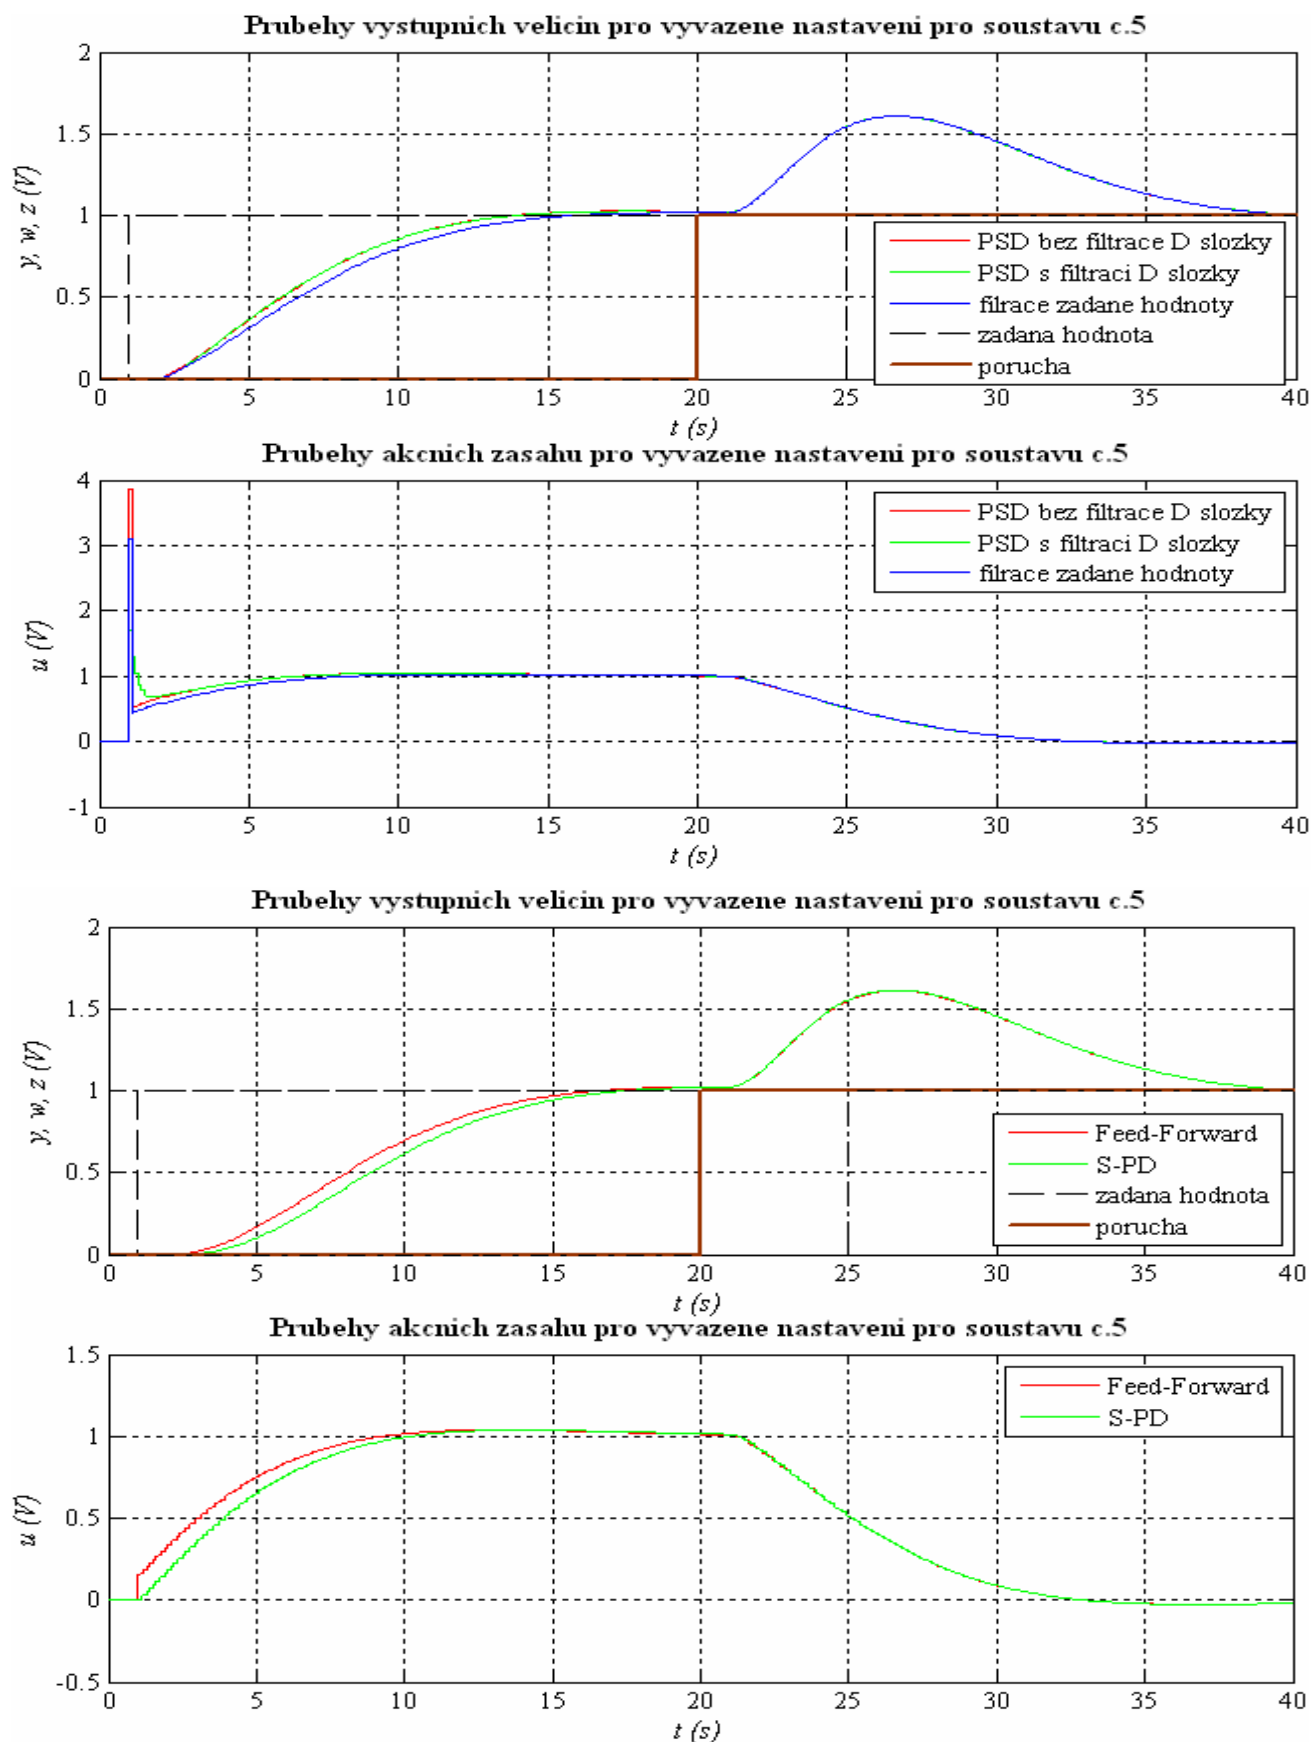 Prubehy vystupnich velicin pro vyvazene nastaveni pro soustavu c.5
2
1.5
1
0.5
0
y, w, z (V)
PSD bez filtrace D slozky
PSD s filtraci D slozky
filrace zadane hodnoty
zadana hodnota
porucha
0 5 10 15 20 25 30 35 40
t (s)
Prubehy akcnich zasahu pro vyvazene nastaveni pro soustavu c.5
4
3
2
1
0
-1
u (V)
PSD bez filtrace D slozky
PSD s filtraci D slozky
filrace zadane hodnoty
0 5 10 15 20 25 30 35 40
t (s)
Prubehy vystupnich velicin pro vyvazene nastaveni pro soustavu c.5
2
1.5
1
0.5
0
y, w, z (V)
Feed-Forward
S-PD
zadana hodnota
porucha
0 5 10 15 20 25 30 35 40
t (s)
Prubehy akcnich zasahu pro vyvazene nastaveni pro soustavu c.5
1.5
1
0.5
0
-0.5
u (V)
Feed-Forward
S-PD
0 5 10 15 20 25 30 35 40
t (s)